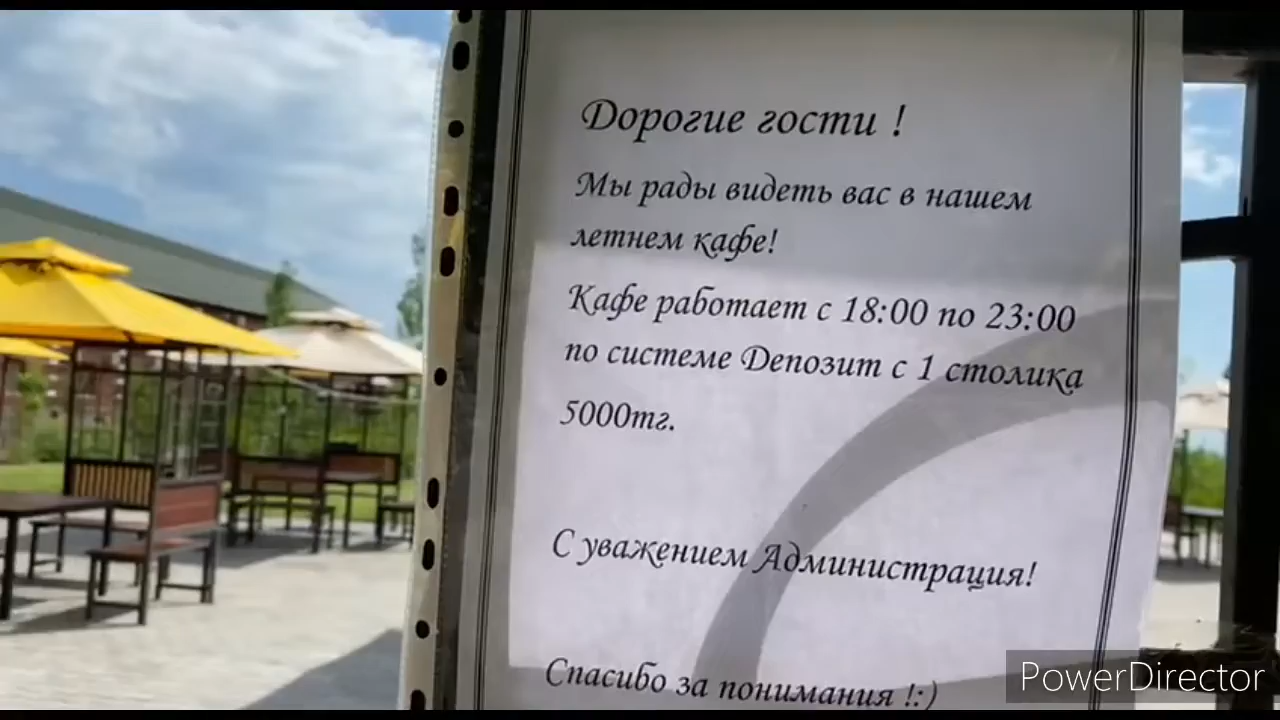 Дорогие гости !
Мы рады видеть вас в нашем
летнем кафе!
Кафе работает с 18:00 по 23:00
по системе Депозит с 1 столика
5000тг.
С уважением Администрация!
Спасибо за понимания !:)
PowerDirector